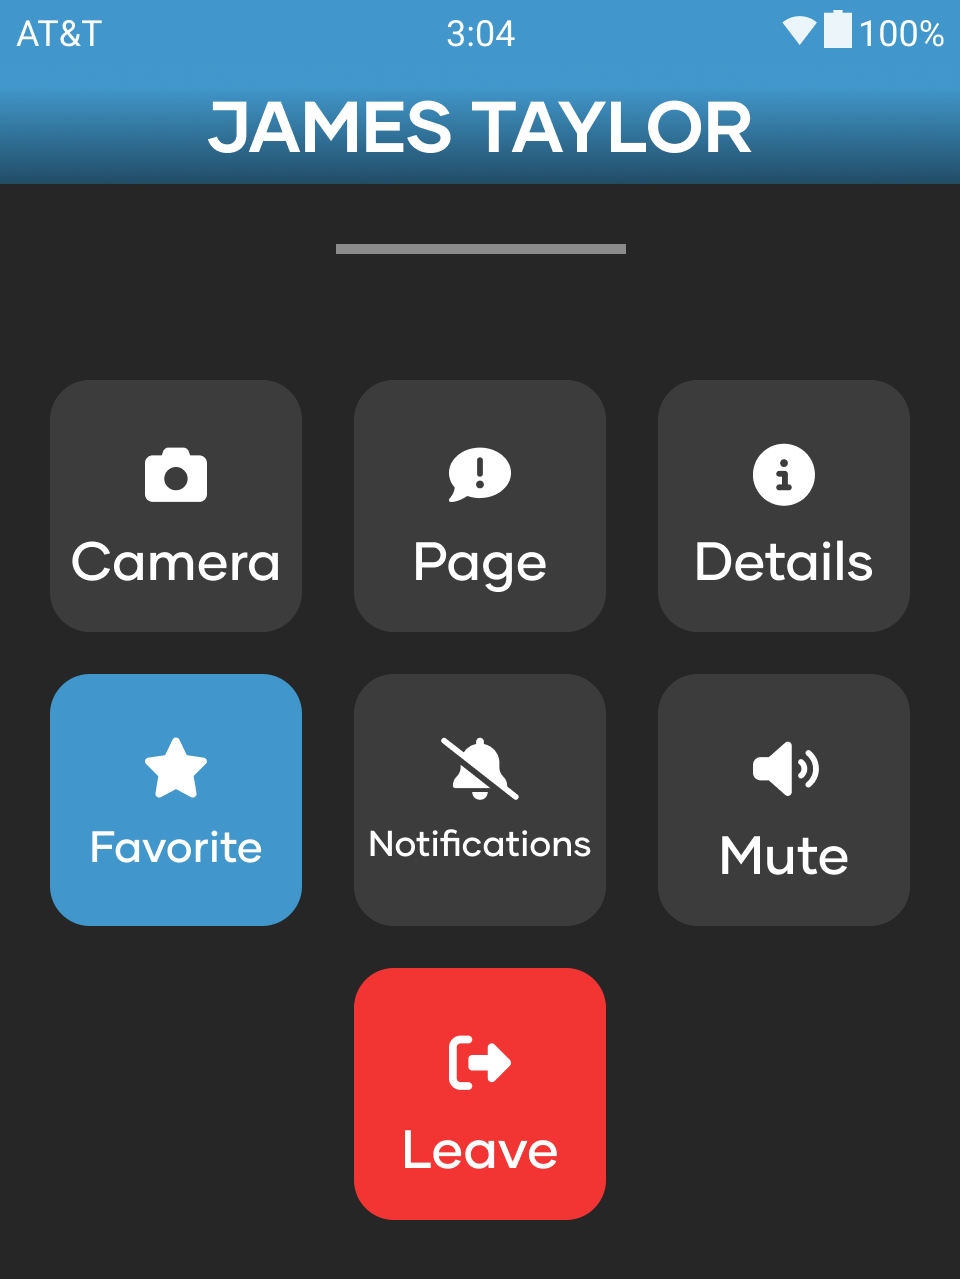 AT&T 3:04 100%
JAMES TAYLOR
Camera Page Details
Favorite Notifications Mute
Leave